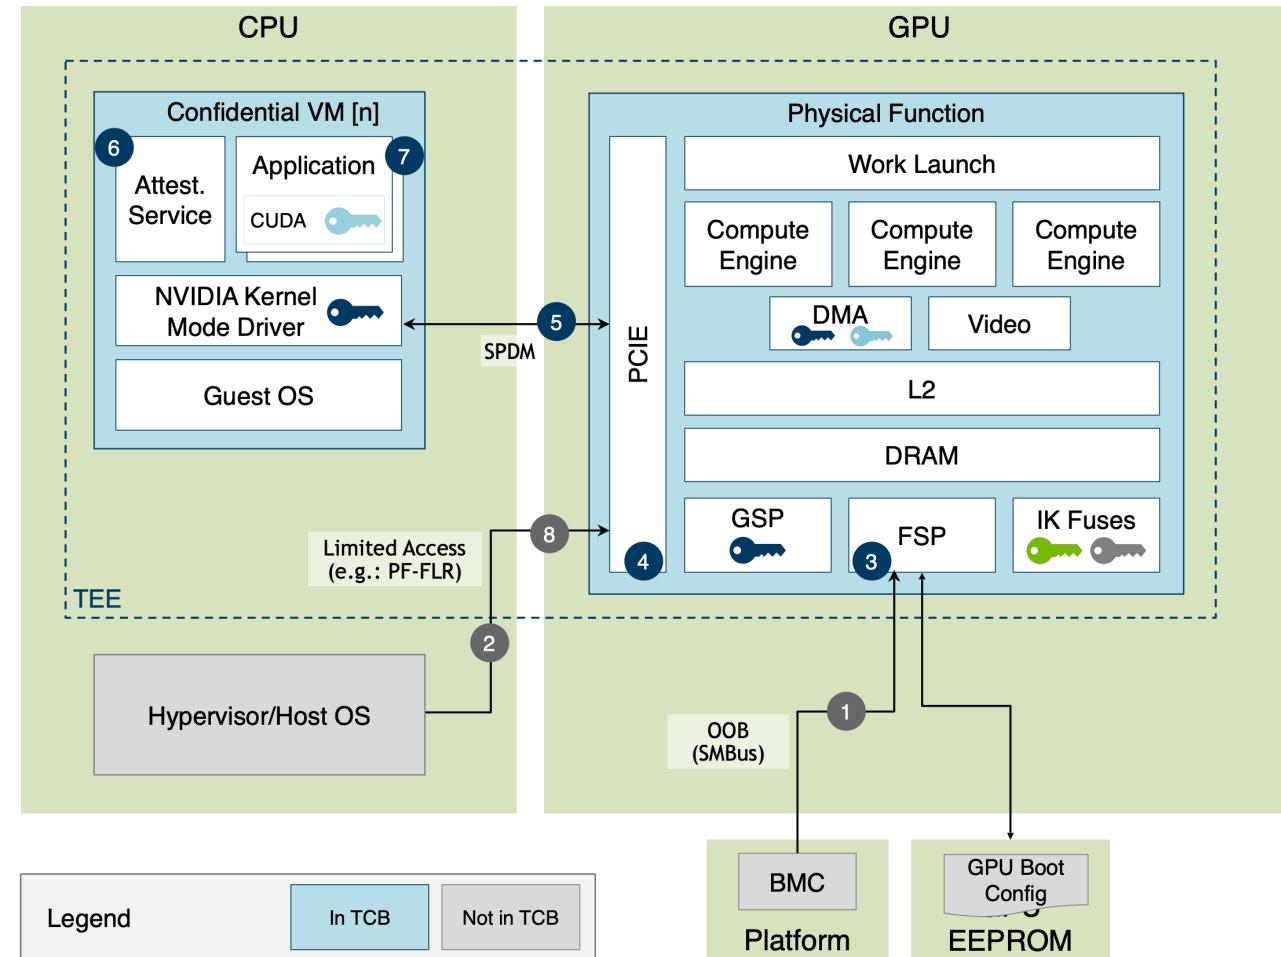 CPU
GPU
Confidential VM [n]
6
Attest.
Service
Application
7
CUDA
NVIDIA Kernel
Mode Driver
Guest OS
5
SPDM
Physical Function
PCIE
Work Launch
Compute
Engine
Compute
Engine
Compute
Engine
DMA
Video
L2
DRAM
GSP
FSP
IK Fuses
3
4
8
Limited Access
(e.g.: PF-FLR)
TEE
2
Hypervisor/Host OS
1
OOB
(SMBus)
BMC
Platform
GPU Boot
Config
EEPROM
Legend
In TCB
Not in TCB